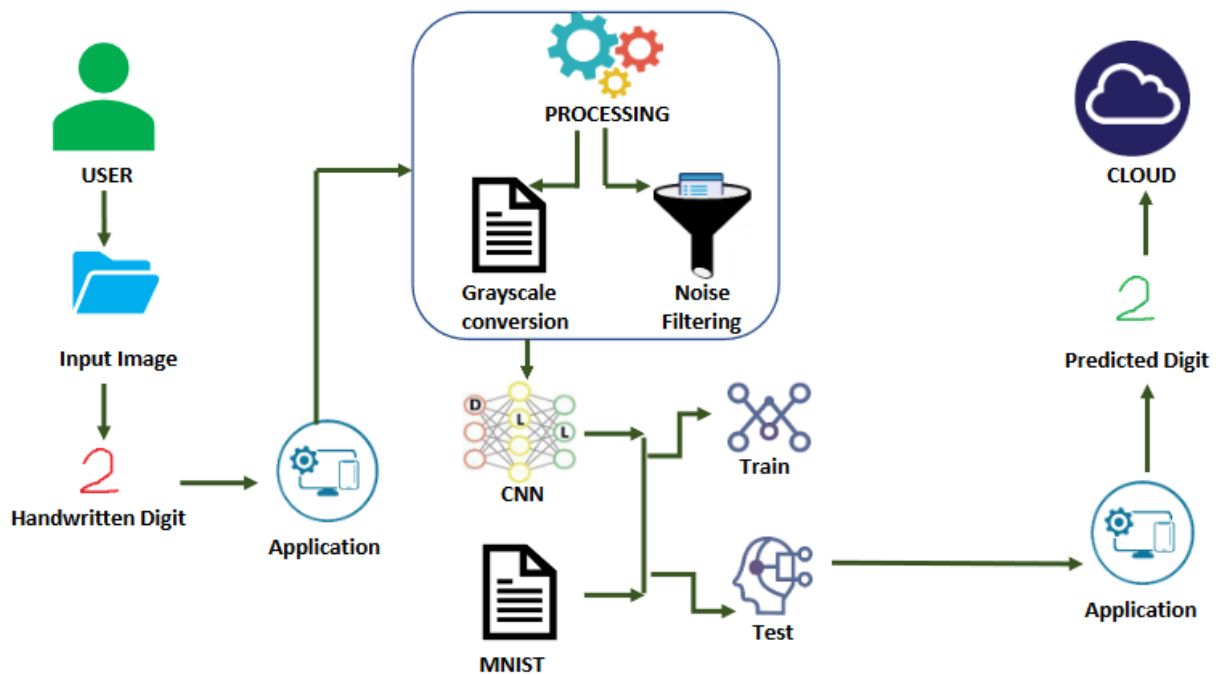 USER
Input Image
2
Handwritten Digit
Application
PROCESSING
Grayscale
conversion
Noise
Filtering
D
L
L
CNN
MNIST
Train
Test
Application
2
Predicted Digit
CLOUD